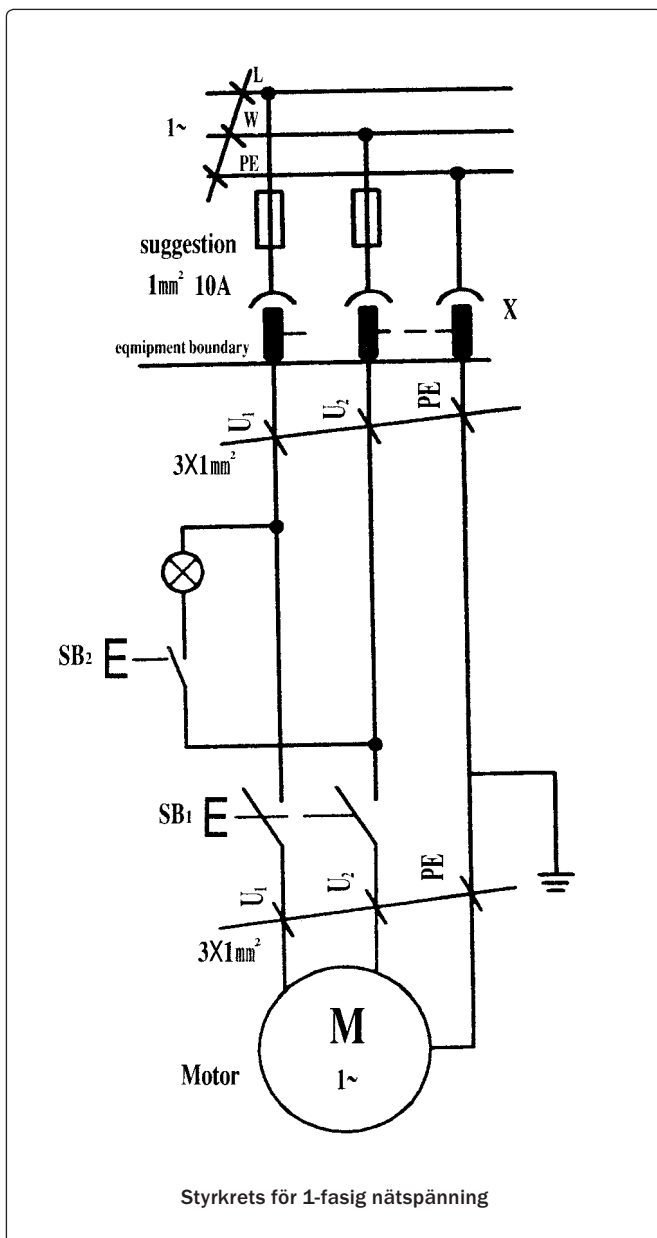 L
1~
W
PE
suggestion
1mm² 10A
X
eqmipment boundary
U₁
U₂
PE
3X1mm²
SB₂
SB₁
U₁
U₂
PE
3X1mm²
M
Motor
1~
Styrkrets för 1-fasig nätspänning